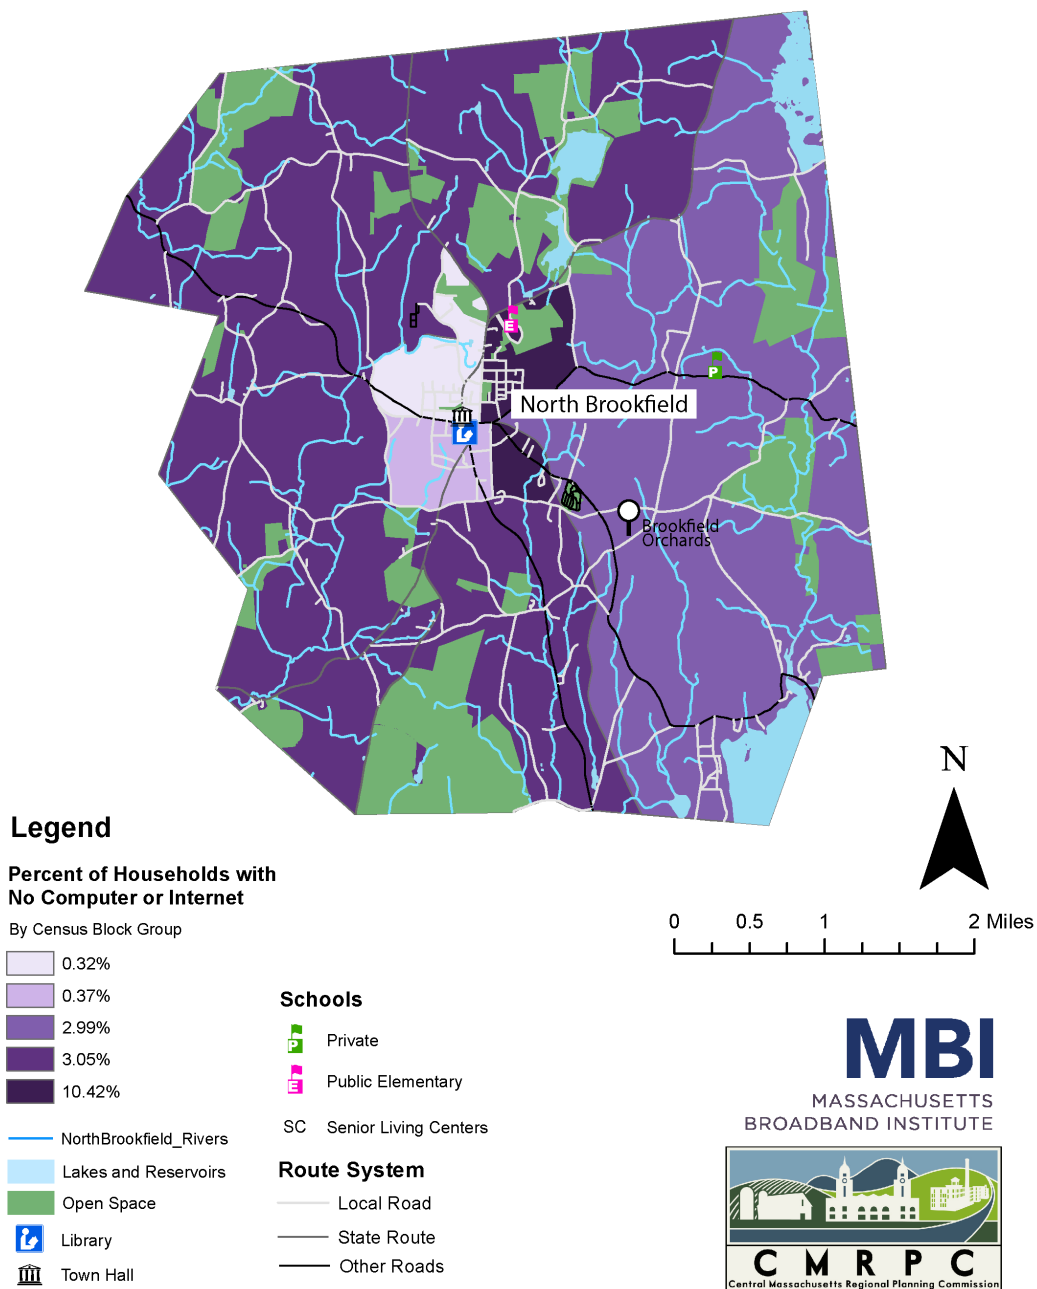 E
P
North Brookfield
Brookfield
Orchards
N
Legend
Percent of Households with
No Computer or Internet
By Census Block Group
0.32%
0.37%
2.99%
3.05%
10.42%
NorthBrookfield_Rivers
Lakes and Reservoirs
Open Space
Library
Town Hall
Schools
P Private
E Public Elementary
SC Senior Living Centers
Route System
Local Road
State Route
Other Roads
0 0.5 1 2 Miles
MBI
MASSACHUSETTS
BROADBAND INSTITUTE
CMRPC
Central Massachusetts Regional Planning Commission